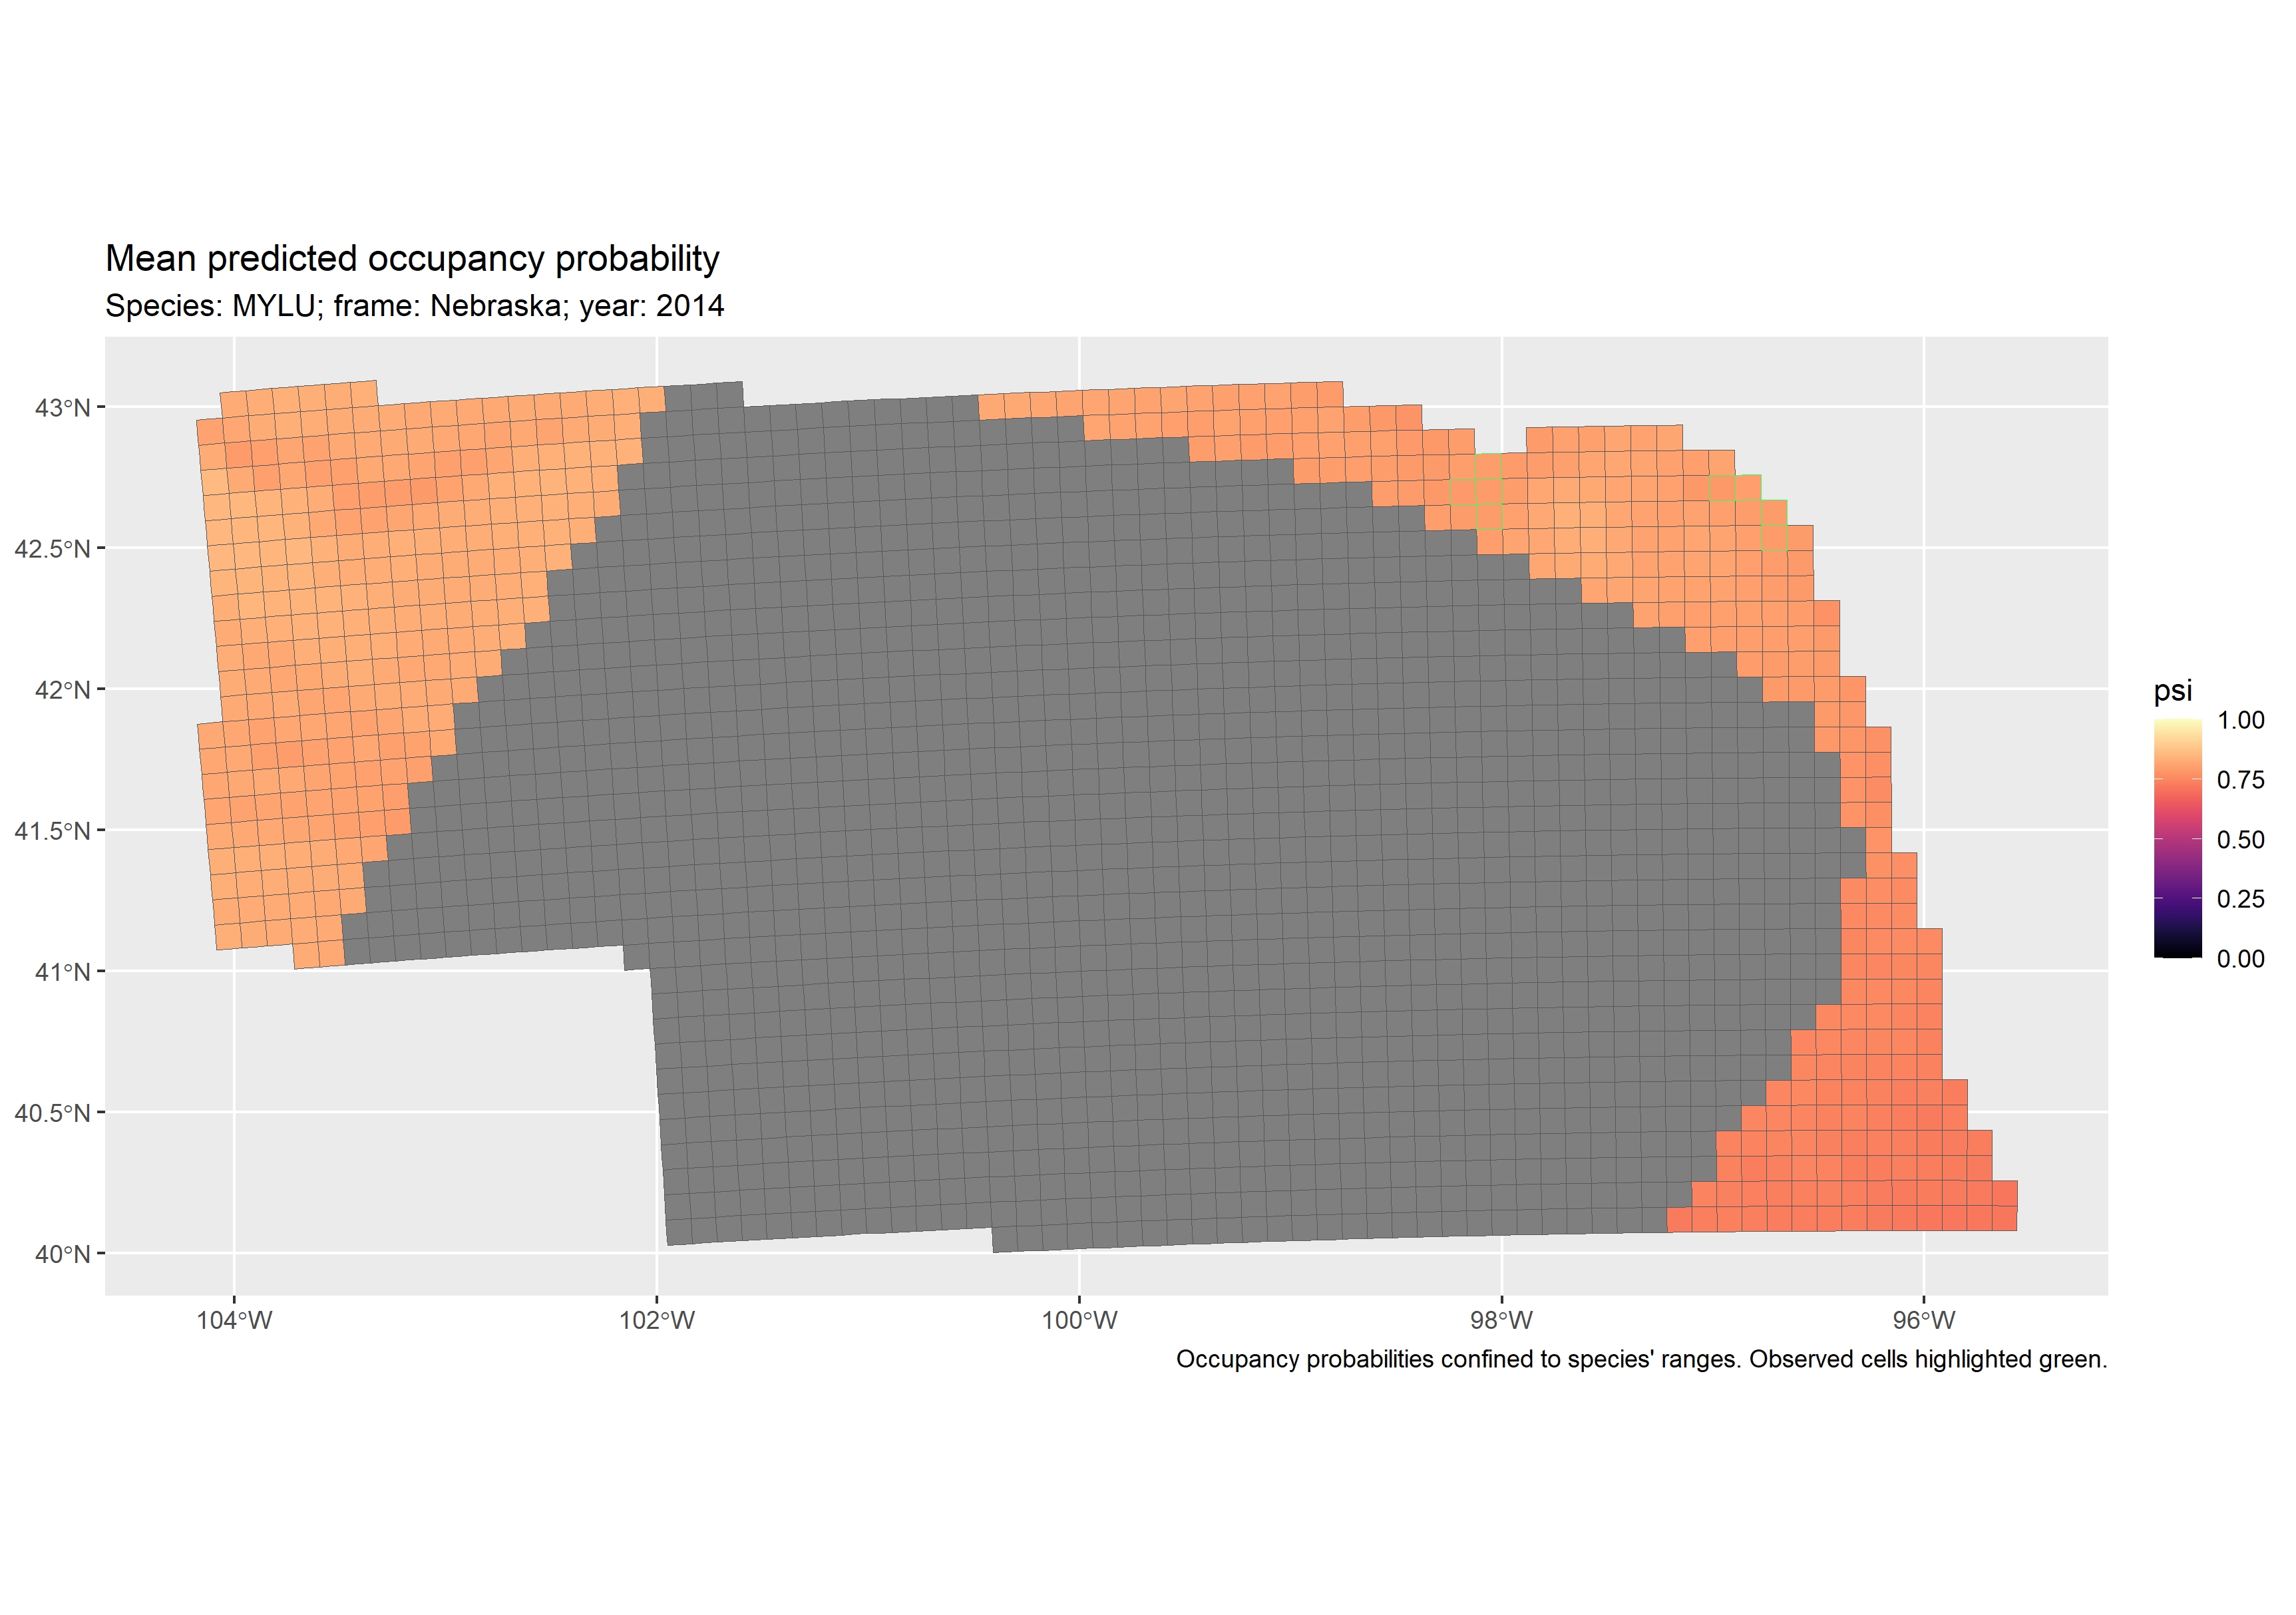 Mean predicted occupancy probability
Species: MYLU; frame: Nebraska; year: 2014
43°N
42.5°N
42°N
41.5°N
41°N
40.5°N
40°N
104°W
102°W
100°W
98°W
96°W
psi
1.00
0.75
0.50
0.25
0.00
Occupancy probabilities confined to species' ranges. Observed cells highlighted green.